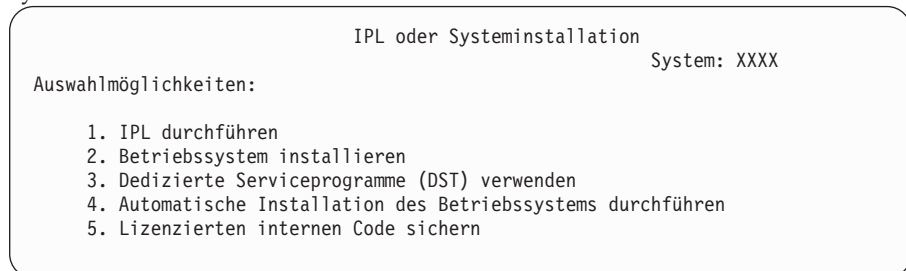 IPL oder Systeminstallation
System: XXXX
Auswahlmöglichkeiten:
1. IPL durchführen
2. Betriebssystem installieren
3. Dedizierte Serviceprogramme (DST) verwenden
4. Automatische Installation des Betriebssystems durchführen
5. Lizenzierten internen Code sichern